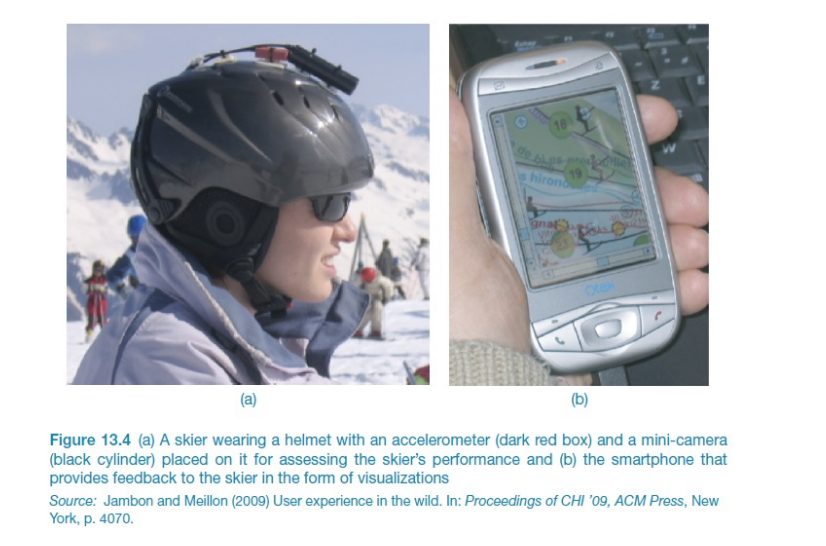 16
19
Qtek
W
E
(a)
(b)
Figure 13.4 (a) A skier wearing a helmet with an accelerometer (dark red box) and a mini-camera
(black cylinder) placed on it for assessing the skier's performance and (b) the smartphone that
provides feedback to the skier in the form of visualizations
Source: Jambon and Meillon (2009) User experience in the wild. In: Proceedings of CHI '09, ACM Press, New
York, p. 4070.